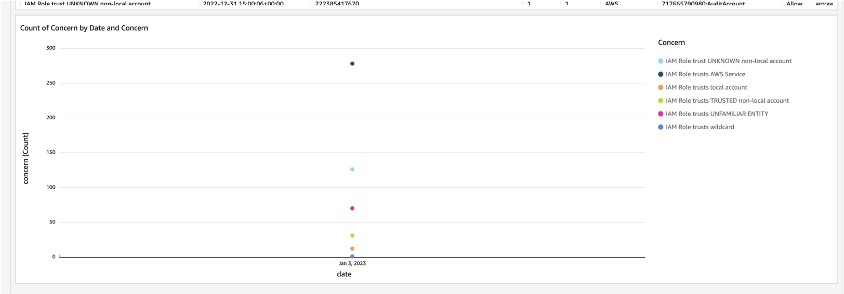 IAM Role trust UNKNOWN non-local account 2022-12-31 15:00:06+00:00 222385417670 1 1 AWS 717665790980:AuditAccount Allow array
Count of Concern by Date and Concern
Concern
300
IAM Role trust UNKNOWN non-local account
IAM Role trusts AWS Service
250
IAM Role trusts local account
IAM Role trusts TRUSTED non-local account
200
IAM Role trusts UNFAMILIAR ENTITY
IAM Role trusts wildcard
concern (Count)
150
100
50
0
Jan 3, 2023
date